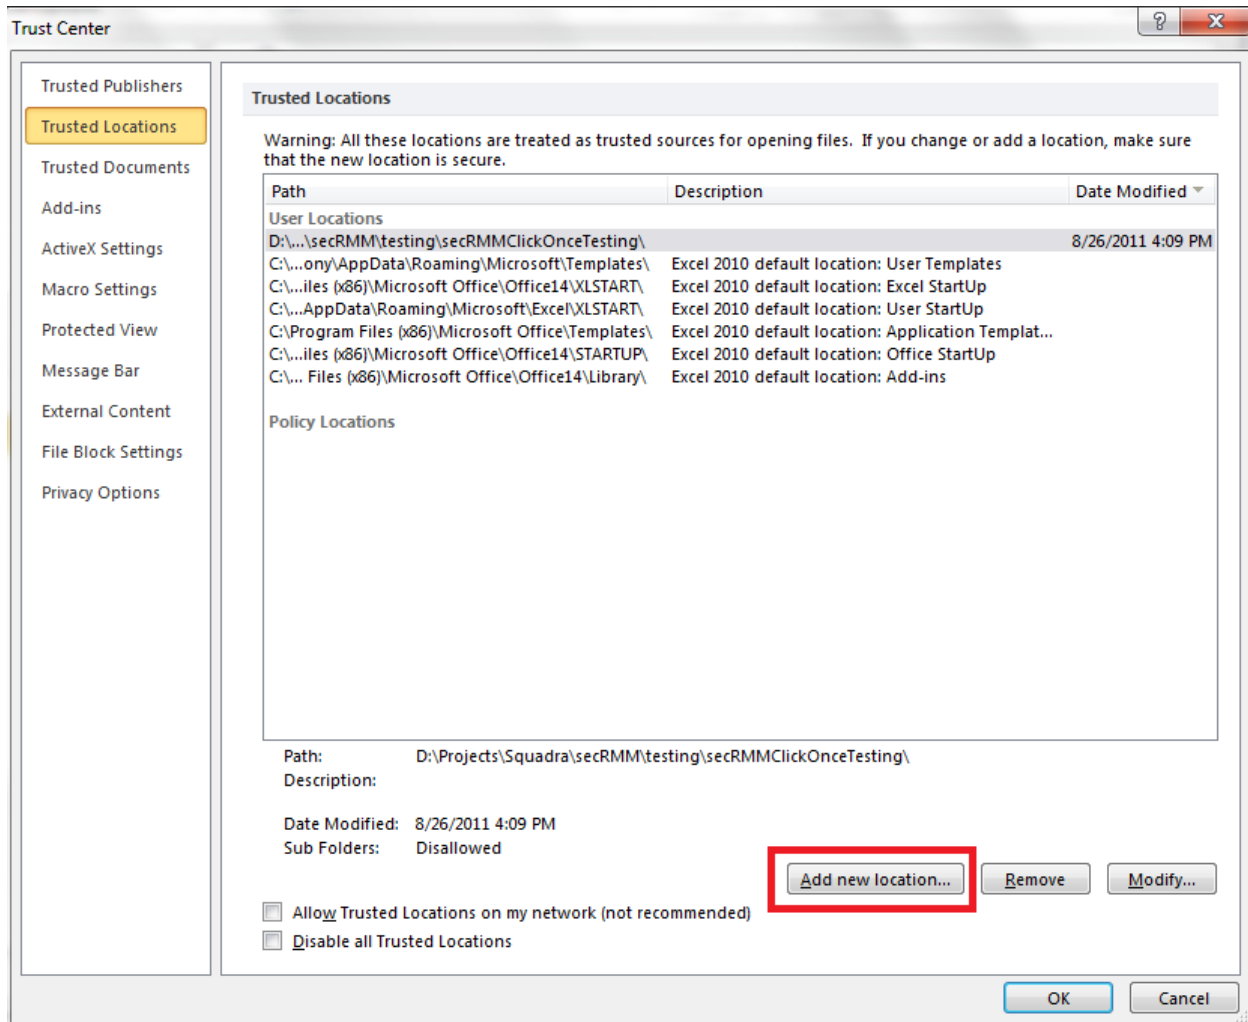 Trust Center
Trusted Publishers
Trusted Locations
Trusted Documents
Add-ins
ActiveX Settings
Macro Settings
Protected View
Message Bar
External Content
File Block Settings
Privacy Options
Trusted Locations
Warning: All these locations are treated as trusted sources for opening files. If you change or add a location, make sure
that the new location is secure.
Path Description Date Modified
User Locations
D:\...\secRMM\testing\secRMMClickOnceTesting\ 8/26/2011 4:09 PM
C:\...ony\AppData\Roaming\Microsoft\Templates\ Excel 2010 default location: User Templates
C:\...iles (x86)\Microsoft Office\Office14\XLSTART\ Excel 2010 default location: Excel StartUp
C:\...AppData\Roaming\Microsoft\Excel\XLSTART\ Excel 2010 default location: User StartUp
C:\Program Files (x86)\Microsoft Office\Templates\ Excel 2010 default location: Application Templat...
C:\...iles (x86)\Microsoft Office\Office14\STARTUP\ Excel 2010 default location: Office StartUp
C:\... Files (x86)\Microsoft Office\Office14\Library\ Excel 2010 default location: Add-ins
Policy Locations
Path: D:\Projects\Squadra\secRMM\testing\secRMMClickOnceTesting\
Description:
Date Modified: 8/26/2011 4:09 PM
Sub Folders: Disallowed
Add new location... Remove Modify...
Allow Trusted Locations on my network (not recommended)
Disable all Trusted Locations
OK Cancel